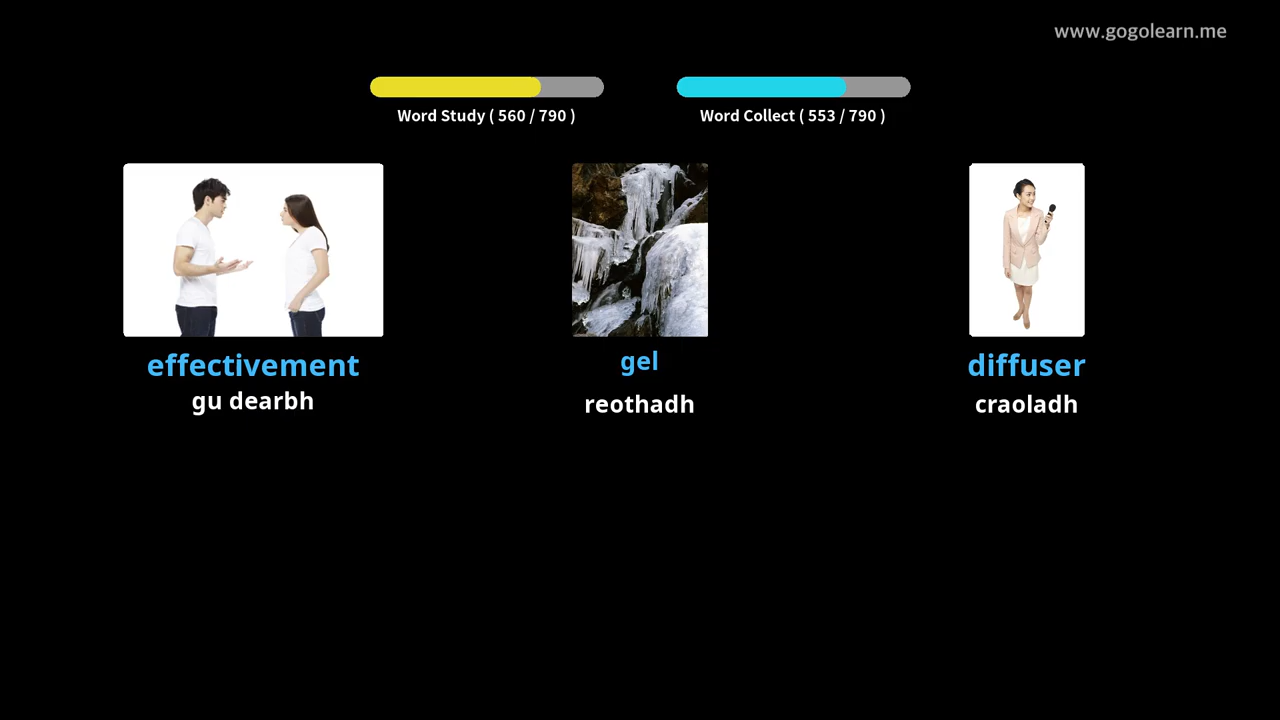 www.gogolearn.me
Word Study ( 560 / 790 )
Word Collect ( 553 / 790 )
effectivement
gu dearbh
gel
reothadh
diffuser
craoladh